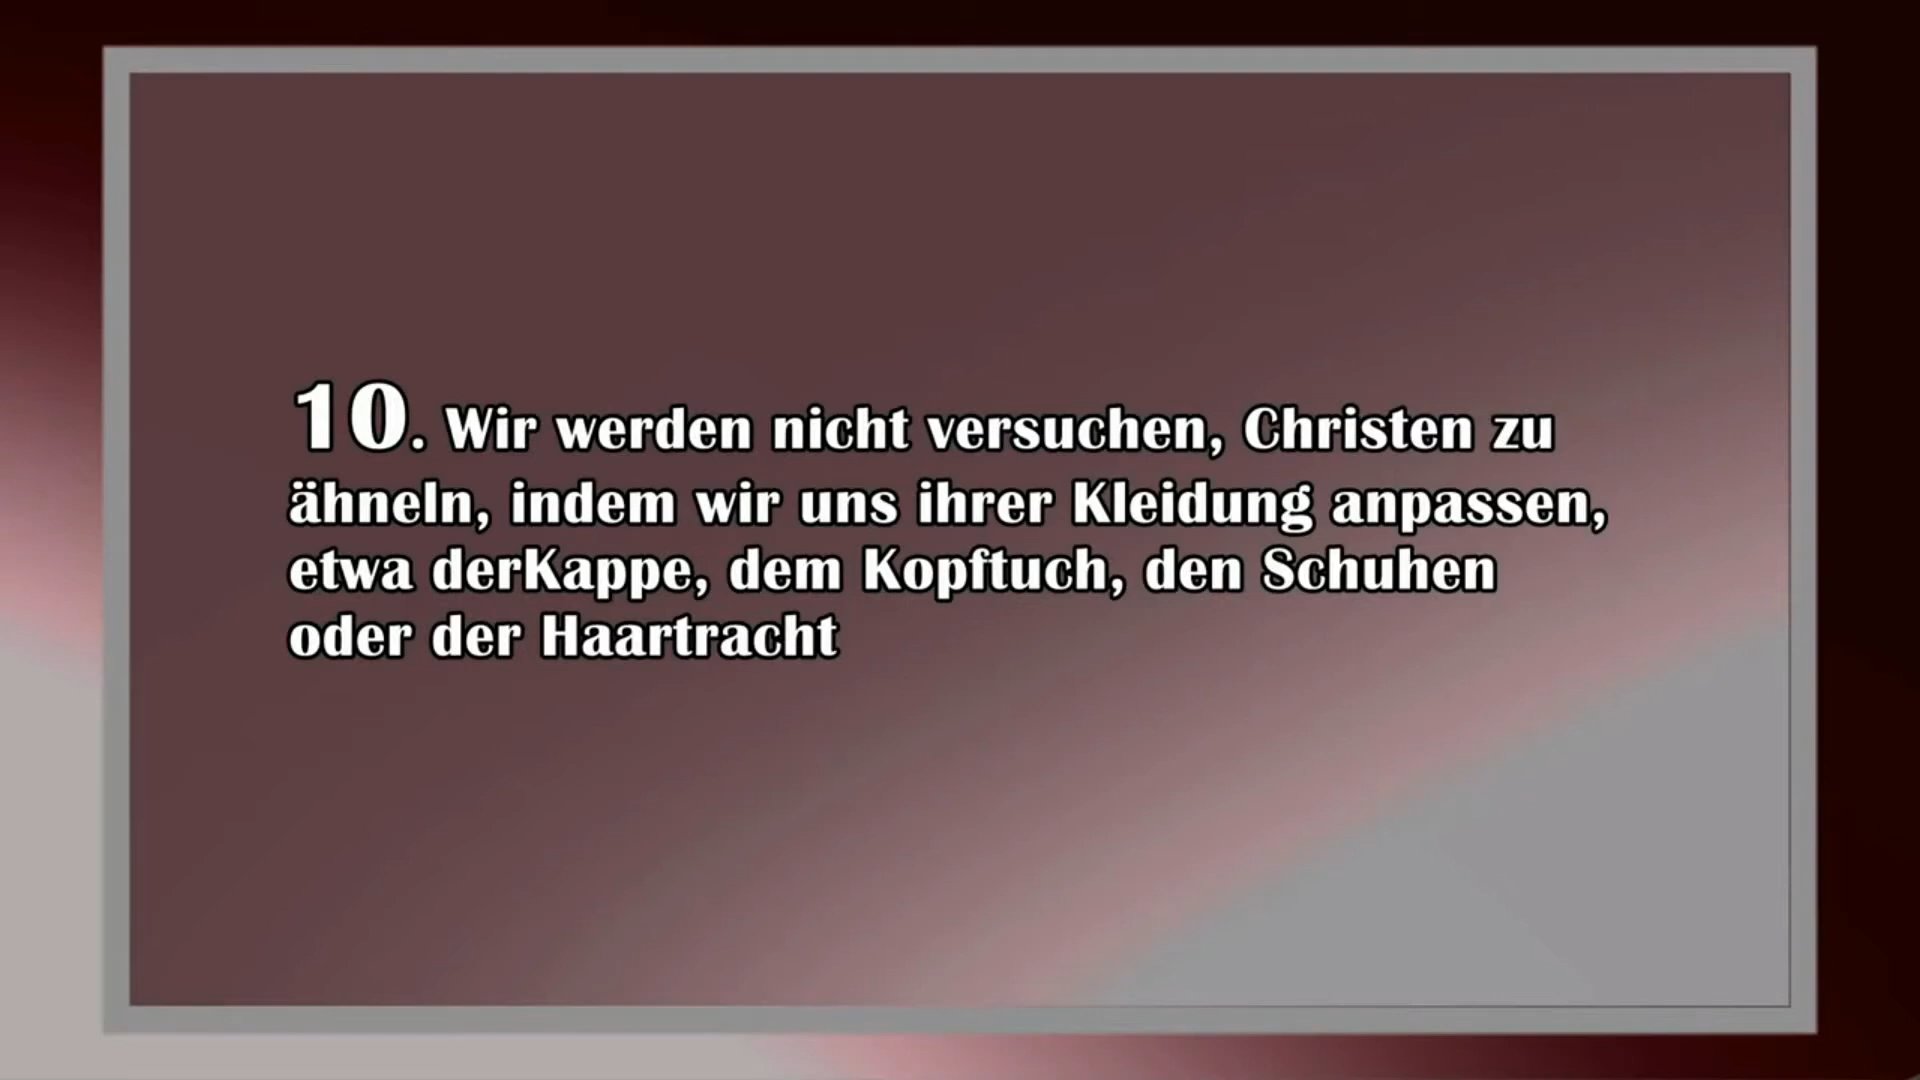 10. Wir werden nicht versuchen, Christen zu
ähneln, indem wir uns ihrer Kleidung anpassen,
etwa derKappe, dem Kopftuch, den Schuhen
oder der Haartracht